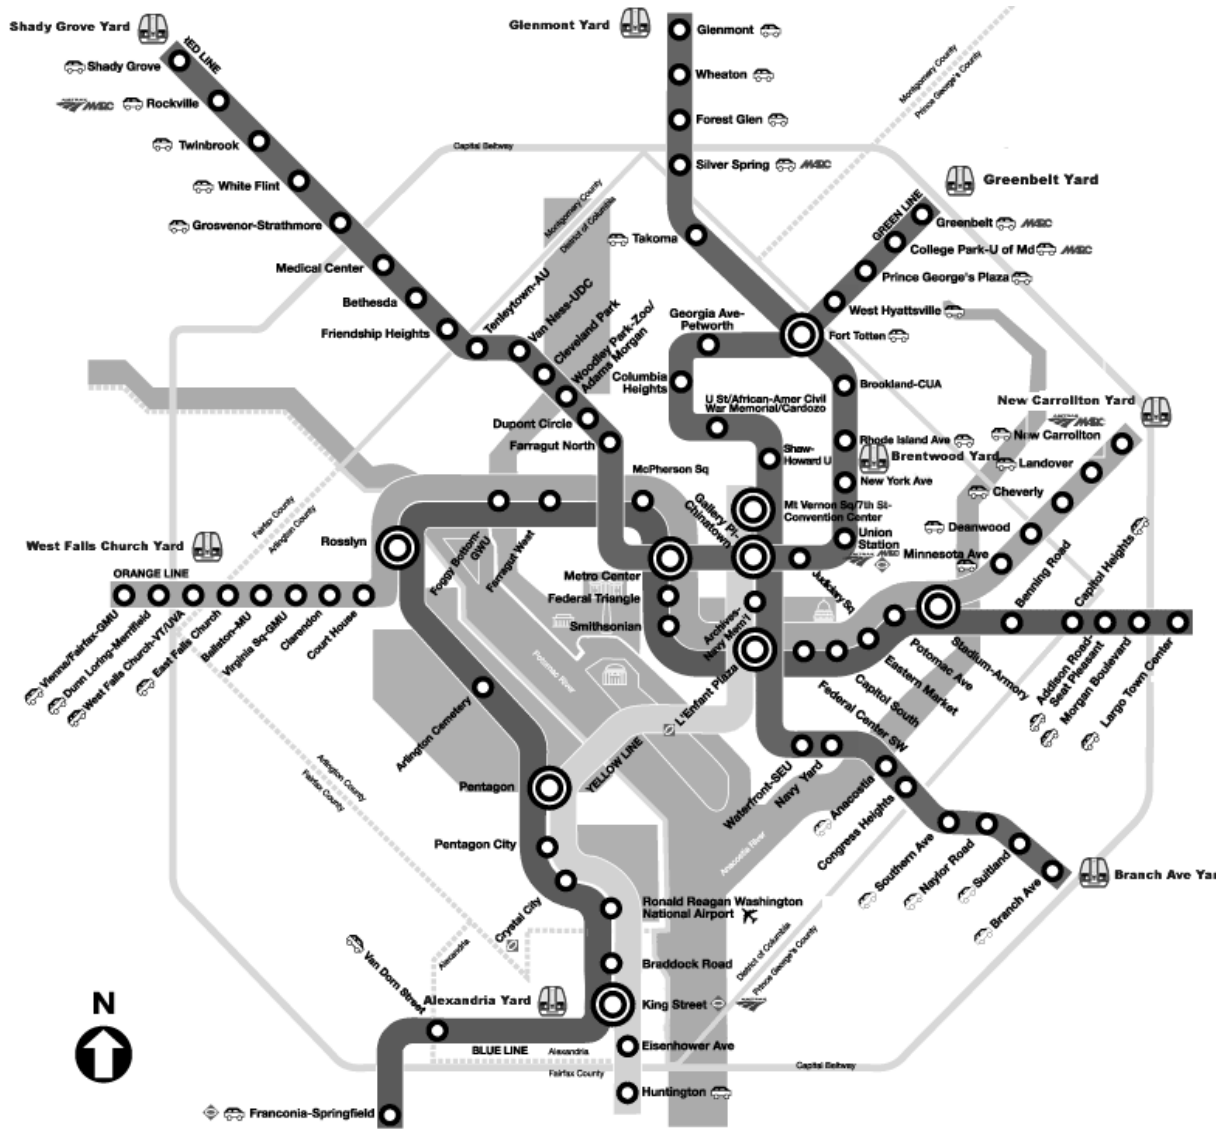 Shady Grove Yard
RED LINE
Shady Grove
Rockville
MARC
Twinbrook
White Flint
Grosvenor-Strathmore
Medical Center
Bethesda
Friendship Heights
Tenleytown-AU
Van Ness-UDC
Cleveland Park
Woodley Park-Zoo/
Adams Morgan
Dupont Circle
Farragut North
Glenmont Yard
Glenmont
Wheaton
Forest Glen
Silver Spring
MARC
Takoma
Capital Beltway
Montgomery County
Prince George's County
Montgomery County
District of Columbia
Greenbelt Yard
GREEN LINE
Greenbelt
MARC
College Park-U of Md
MARC
Prince George's Plaza
West Hyattsville
Fort Totten
Georgia Ave-
Petworth
Columbia
Heights
U St/African-Amer Civil
War Memorial/Cardozo
Shaw-
Howard U
Brookland-CUA
Rhode Island Ave
Brentwood Yard
New York Ave
Mt Vernon Sq/7th St-
Convention Center
Union
Station
Judiciary Sq
Gallery Pl-
Chinatown
McPherson Sq
Metro Center
Federal Triangle
Smithsonian
Archives-
Navy Mem'l
L'Enfant Plaza
New Carrollton Yard
MARC
New Carrollton
Landover
Cheverly
Deanwood
Minnesota Ave
Benning Road
Capitol Heights
Addison Road-
Seat Pleasant
Morgan Boulevard
Largo Town Center
Stadium-Armory
Potomac Ave
Eastern Market
Capitol South
Federal Center SW
Fairfax County
Arlington County
West Falls Church Yard
ORANGE LINE
Vienna/Fairfax-GMU
Dunn Loring-Merrifield
West Falls Church-VT/UVA
East Falls Church
Ballston-MU
Virginia Sq-GMU
Clarendon
Court House
Rosslyn
Foggy Bottom-
GWU
Farragut West
Potomac River
Arlington Cemetery
Pentagon
YELLOW LINE
Pentagon City
Crystal City
Arlington County
Fairfax County
Waterfront-SEU
Navy Yard
Anacostia
Congress Heights
Southern Ave
Naylor Road
Suitland
Branch Ave
Branch Ave Yar
Anacostia River
Ronald Reagan Washington
National Airport
Braddock Road
King Street
Eisenhower Ave
Huntington
District of Columbia
Prince George's County
Capital Beltway
Alexandria
Van Dorn Street
Alexandria Yard
BLUE LINE
Alexandria
Fairfax County
Franconia-Springfield
N